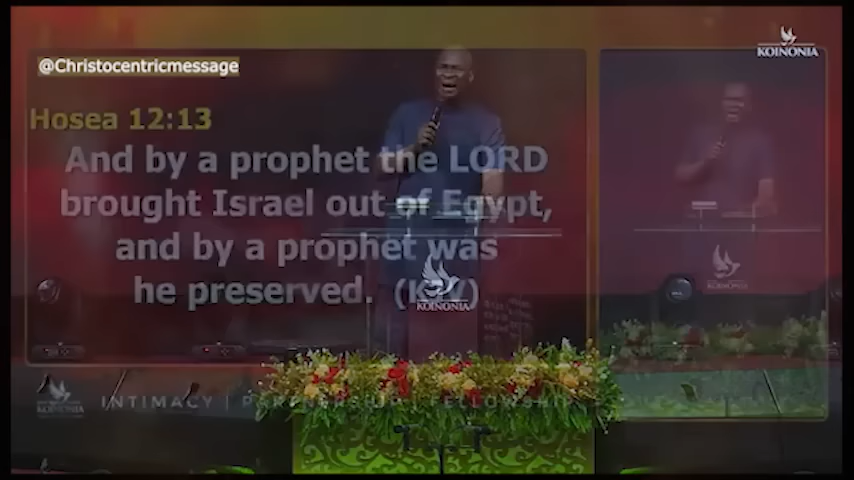 KOINONIA
@Christocentricmessage
Hosea 12:13
And by a prophet the LORD
brought Israel out of Egypt,
and by a prophet was
he preserved. (KJV)
KOINONIA
KOINONIA
KOINONIA
INTIMACY | PARTNERSHIP | FELLOWSHIP